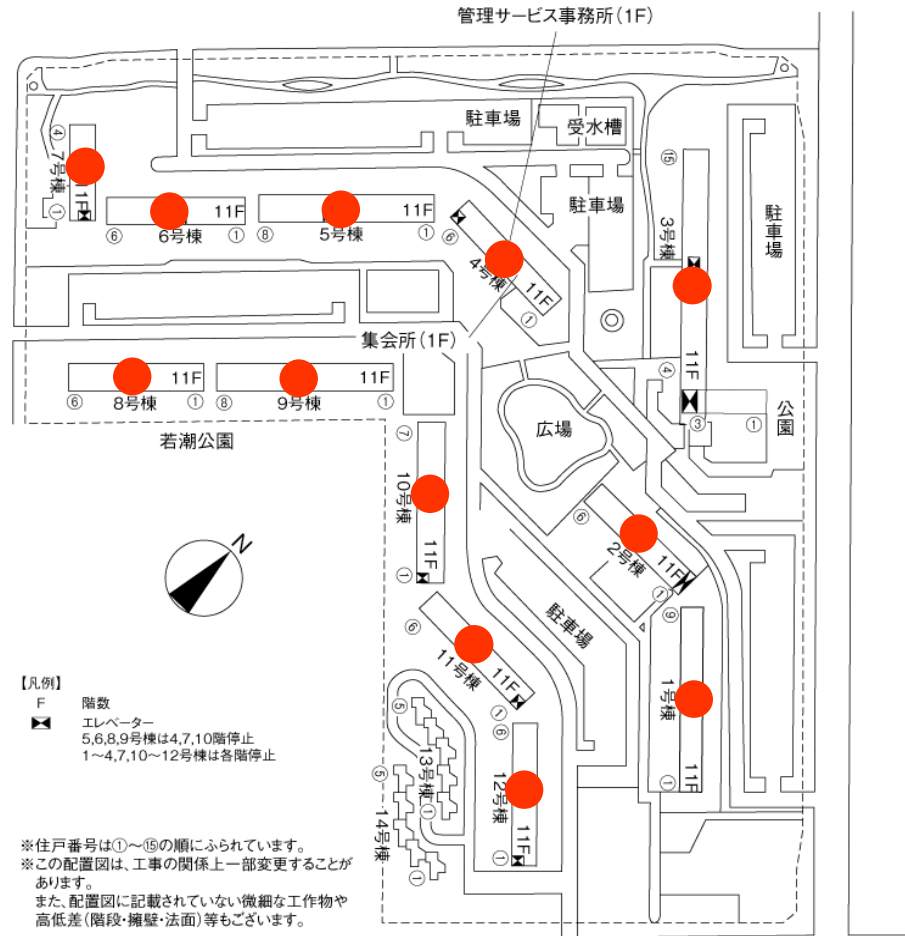 管理サービス事務所(1F)
駐車場
受水槽
④
7号棟
1F
①
⑮
3号棟
駐車場
駐車場
11F
6号棟
⑥
①
11F
5号棟
⑧
①
⑥
4号棟
11F
①
集会所(1F)
11F
④
③
①
公園
11F
8号棟
⑥
①
11F
9号棟
⑧
①
若潮公園
広場
⑦
10号棟
11F
①
⑥
2号棟
11F
①
N
駐車場
⑥
11号棟
11F
①
⑨
1号棟
11F
①
⑤
13号棟
①
⑤
14号棟
①
⑥
12号棟
11F
①
【凡例】
F 階数
エレベーター
5,6,8,9号棟は4,7,10階停止
1~4,7,10~12号棟は各階停止
※住戸番号は①~⑮の順にふられています。
※この配置図は、工事の関係上一部変更することが
あります。
また、配置図に記載されていない微細な工作物や
高低差(階段・擁壁・法面)等もございます。